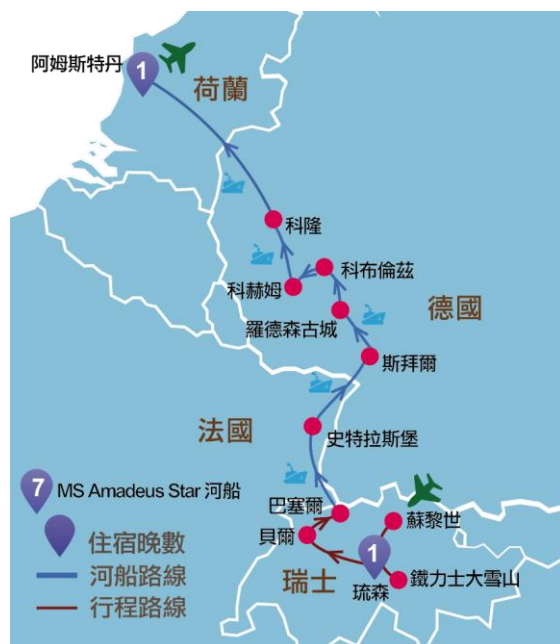 阿姆斯特丹
1
荷蘭
科隆
科布倫茲
科赫姆
羅德森古城
德國
斯拜爾
法國
史特拉斯堡
7 MS Amadeus Star 河船
巴塞爾
蘇黎世
貝爾
住宿晚數
1
瑞士
琉森
鐵力士大雪山
河船路線
行程路線